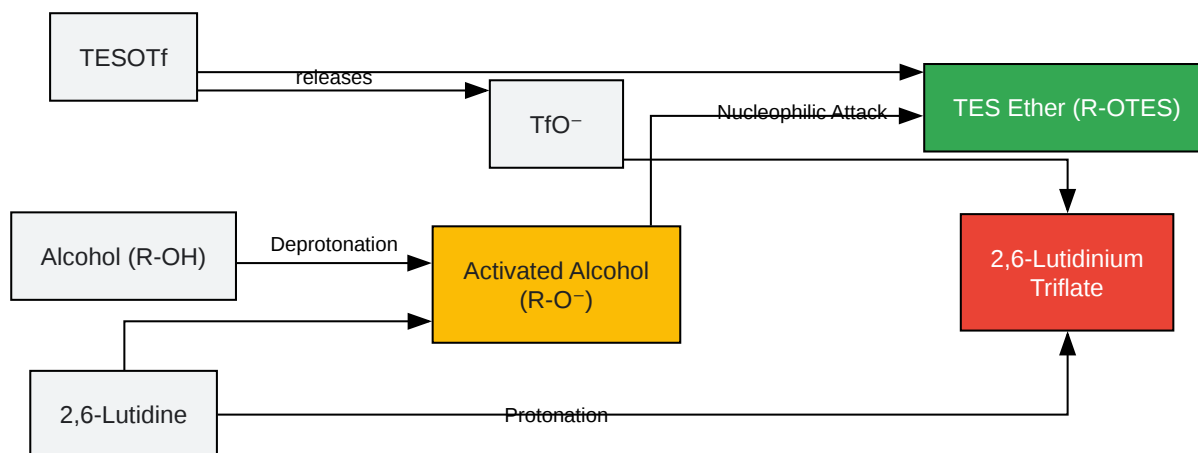 TESOTf
releases
TES Ether (R-OTES)
Nucleophilic Attack
TfO⁻
Alcohol (R-OH)
Deprotonation
Activated Alcohol
(R-O⁻)
2,6-Lutidinium
Triflate
2,6-Lutidine
Protonation